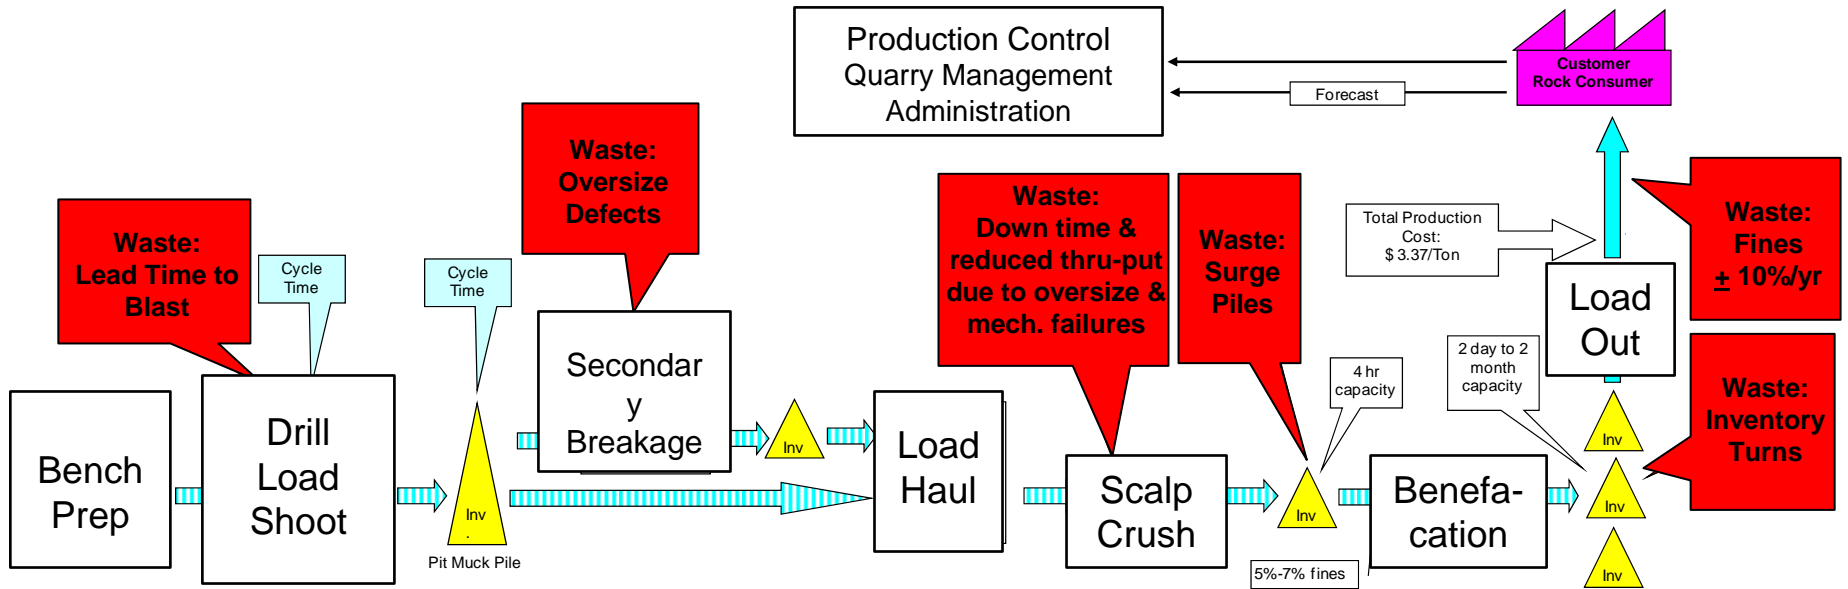 Production Control
Quarry Management
Administration
Customer
Rock Consumer
Forecast
Waste:
Lead Time to
Blast
Cycle
Time
Cycle
Time
Waste:
Oversize
Defects
Waste:
Down time &
reduced thru-put
due to oversize &
mech. failures
Waste:
Surge
Piles
Total Production
Cost:
$ 3.37/Ton
Waste:
Fines
± 10%/yr
Bench
Prep
Drill
Load
Shoot
Inv
.
Pit Muck Pile
Secondar
y
Breakage
Inv
Load
Haul
Scalp
Crush
Inv
4 hr
capacity
5%-7% fines
Benefa-
cation
2 day to 2
month
capacity
Load
Out
Inv
Inv
Inv
Waste:
Inventory
Turns